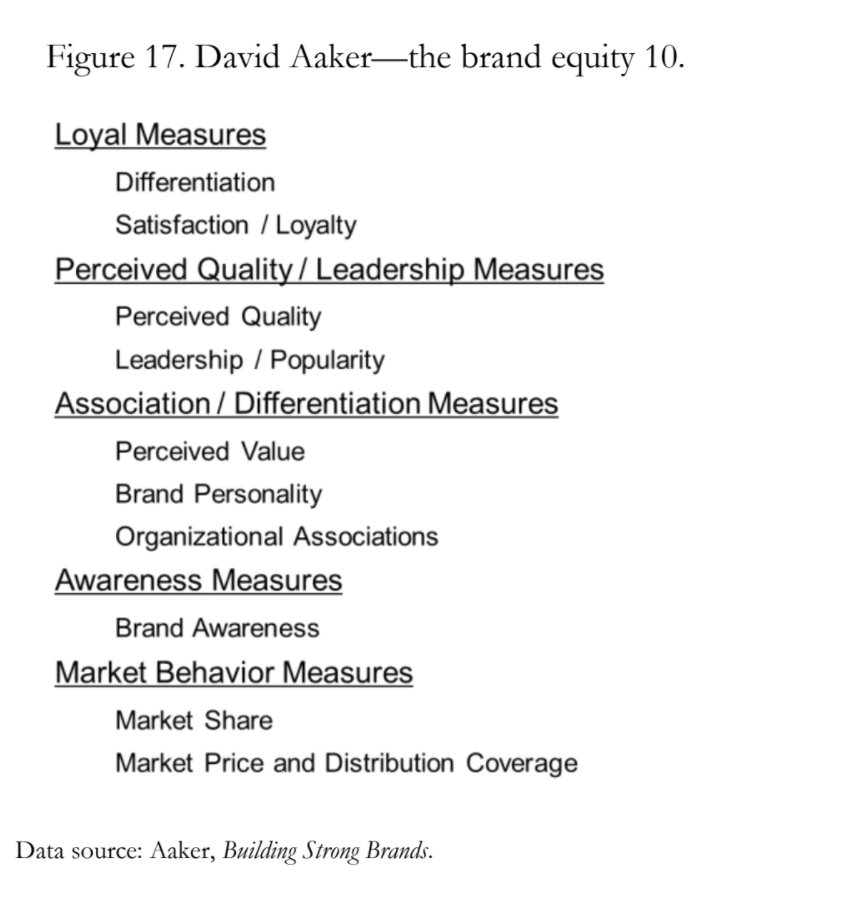 Figure 17. David Aaker—the brand equity 10.
Loyal Measures
Differentiation
Satisfaction / Loyalty
Perceived Quality / Leadership Measures
Perceived Quality
Leadership / Popularity
Association / Differentiation Measures
Perceived Value
Brand Personality
Organizational Associations
Awareness Measures
Brand Awareness
Market Behavior Measures
Market Share
Market Price and Distribution Coverage
Data source: Aaker, Building Strong Brands.